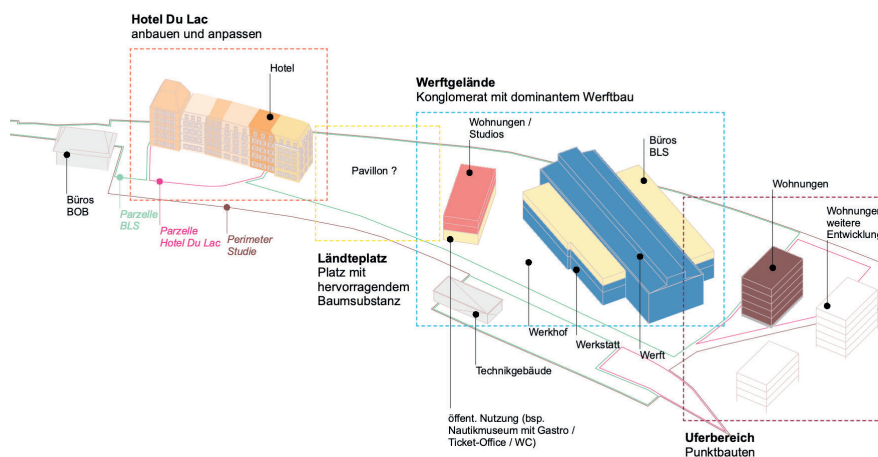 Hotel Du Lac
anbauen und anpassen
Hotel
Werftgelände
Konglomerat mit dominantem Werftbau
Wohnungen /
Studios
Büros
BLS
Pavillon ?
Wohnungen
Wohnungen
weitere
Entwicklung
Büros
BOB
Parzelle
BLS
Parzelle
Hotel Du Lac
Perimeter
Studie
Ländteplatz
Platz mit
hervorragendem
Baumsubstanz
Werkhof
Werkstatt
Werft
Technikgebäude
öffent. Nutzung (bsp.
Nautikmuseum mit Gastro /
Ticket-Office / WC)
Uferbereich
Punktbauten